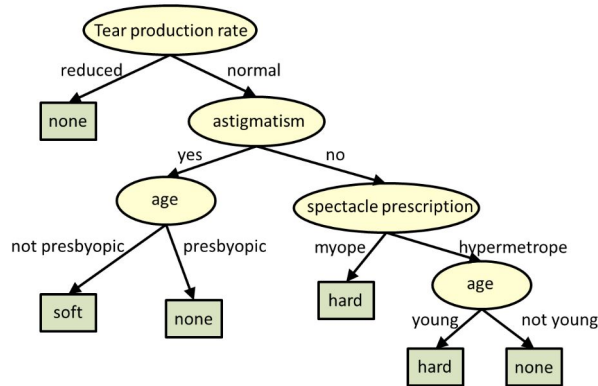 Tear production rate
reduced
normal
none
astigmatism
yes
no
age
spectacle prescription
not presbyopic
presbyopic
myope
hypermetrope
soft
none
hard
age
young
not young
hard
none